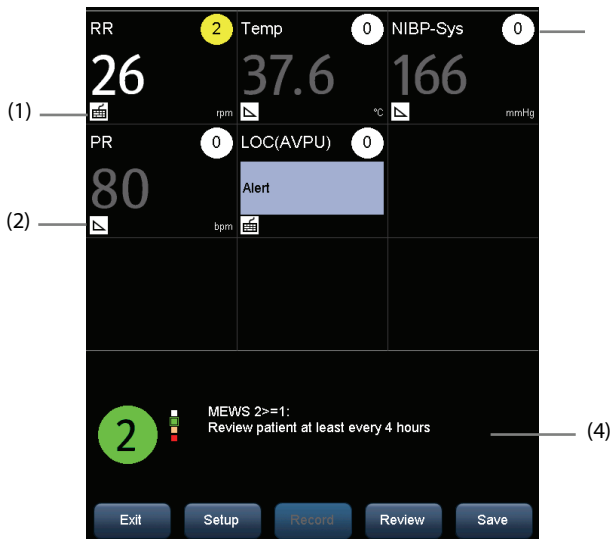 RR 2 Temp 0 NIBP-Sys 0
26 37.6 166
(1) rpm °C mmHg
PR 0 LOC(AVPU) 0
80 Alert
(2) bpm
MEWS 2>=1:
2 Review patient at least every 4 hours (4)
Exit Setup Record Review Save